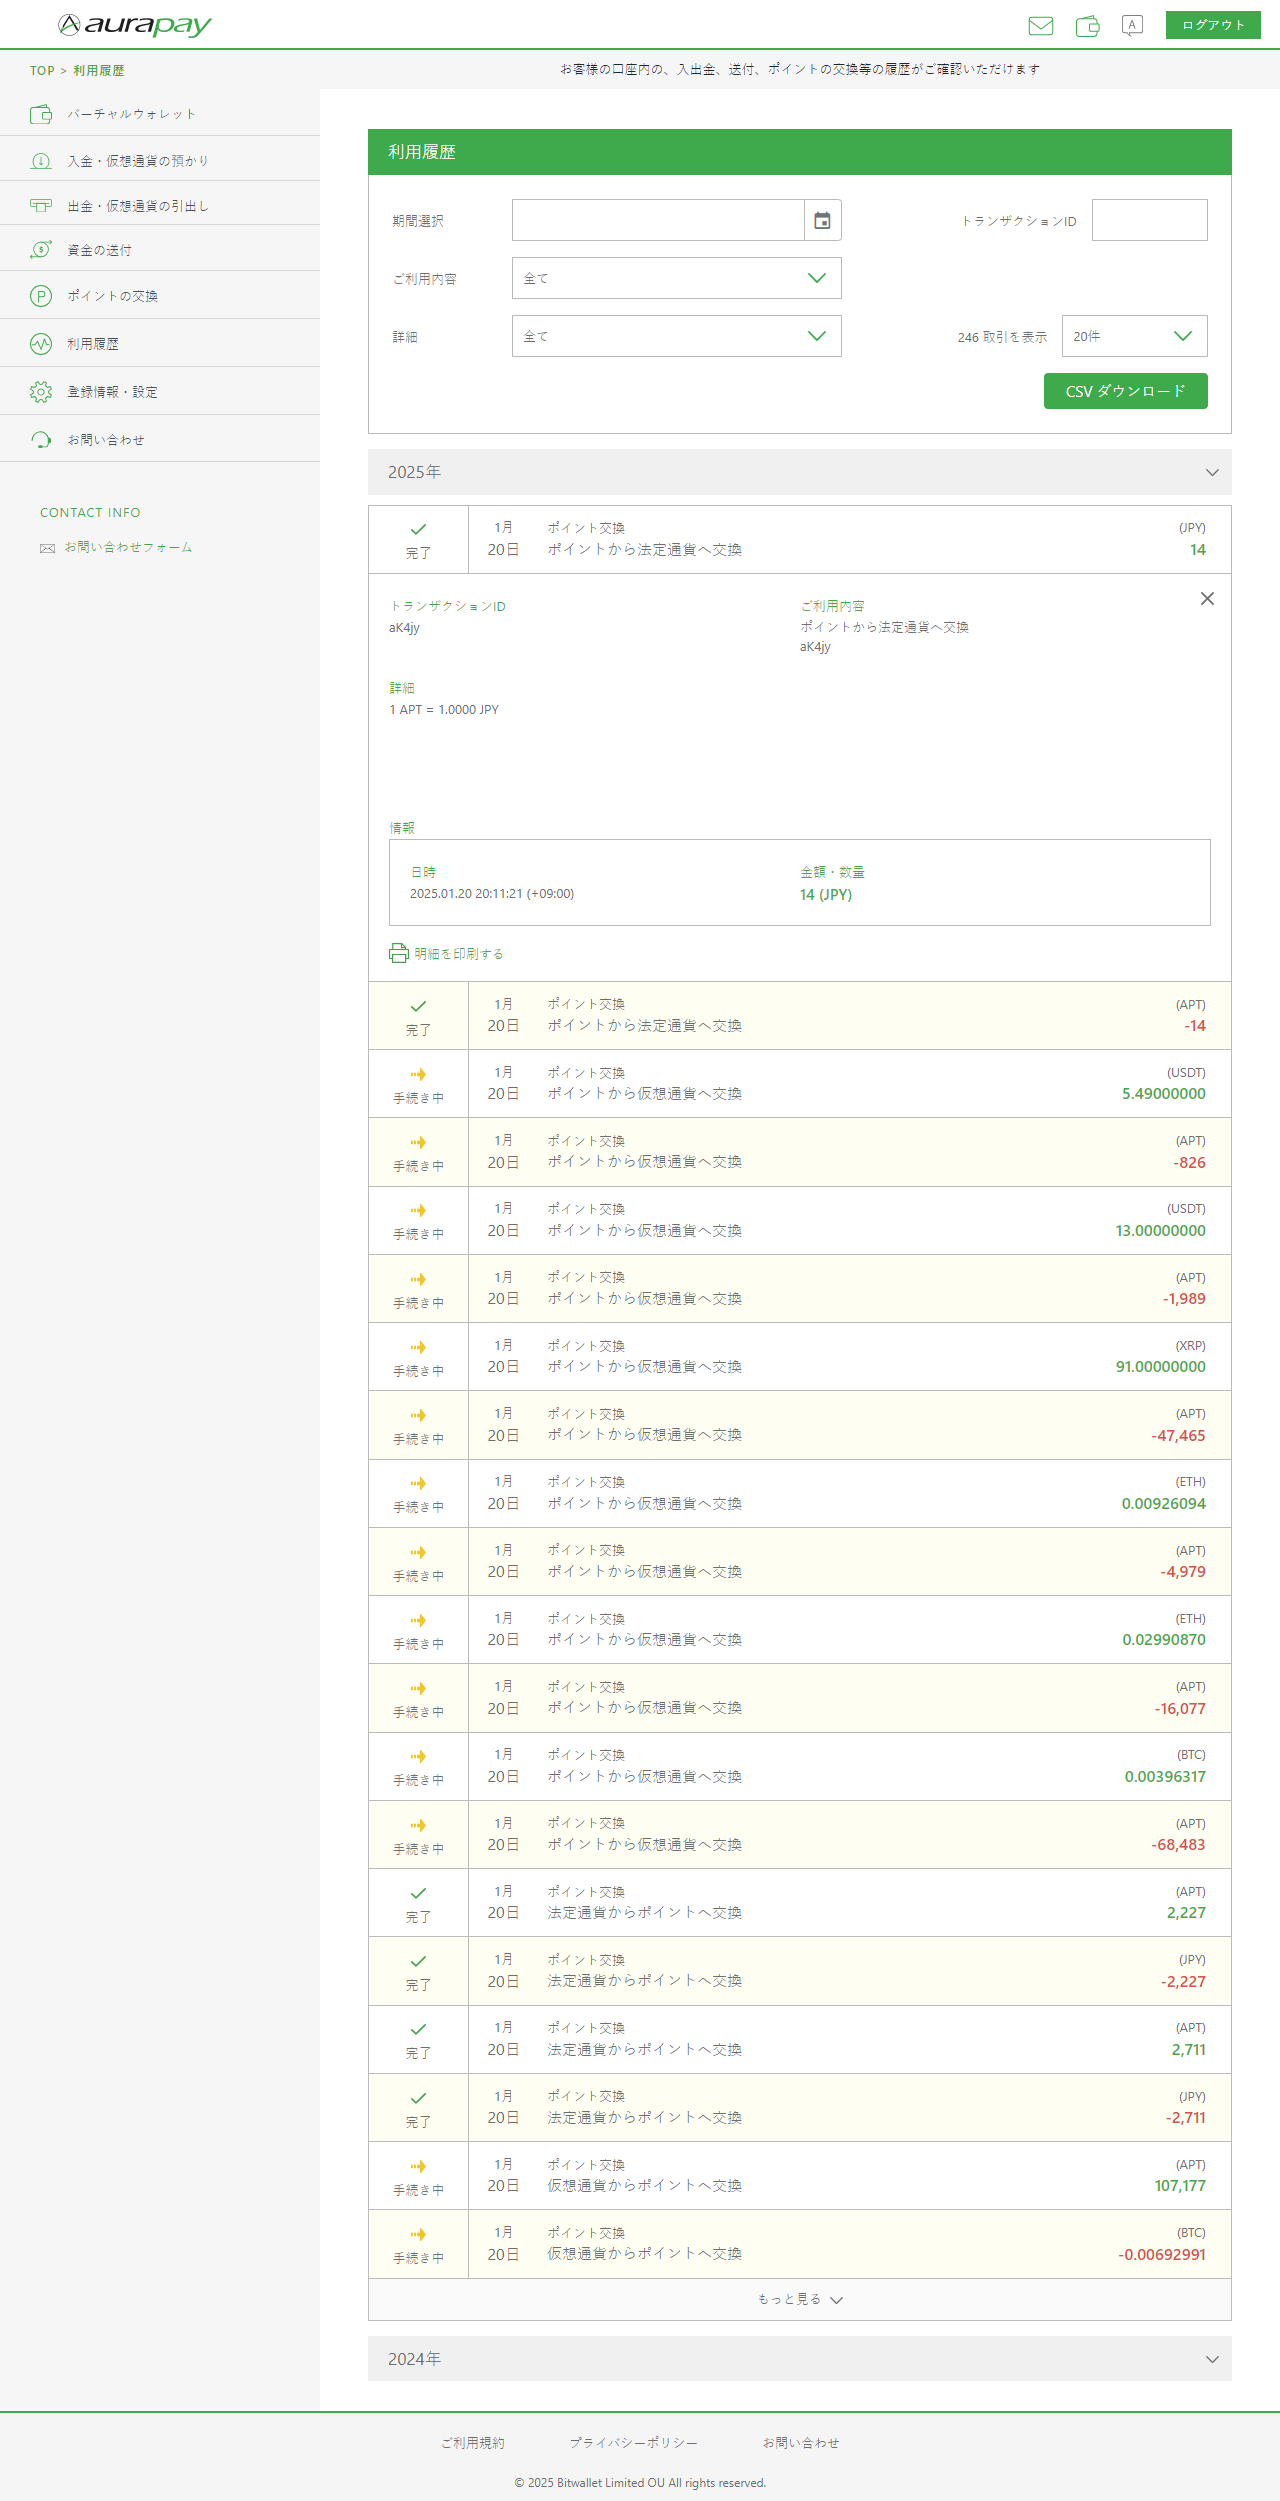 aurapay
A
ログアウト
TOP > 利用履歴
お客様の口座内の、入出金、送付、ポイントの交換等の履歴がご確認いただけます
バーチャルウォレット
入金・仮想通貨の預かり
出金・仮想通貨の引出し
資金の送付
ポイントの交換
利用履歴
登録情報・設定
お問い合わせ
CONTACT INFO
お問い合わせフォーム
利用履歴
期間選択
トランザクションID
ご利用内容 全て
詳細 全て
246 取引を表示 20件
CSV ダウンロード
2025年
1月 ポイント交換 (JPY)
完了 20日 ポイントから法定通貨へ交換 14
トランザクションID ご利用内容
aK4jy ポイントから法定通貨へ交換
aK4jy
詳細
1 APT = 1.0000 JPY
情報
日時 金額・数量
2025.01.20 20:11:21 (+09:00) 14 (JPY)
明細を印刷する
1月 ポイント交換 (APT)
完了 20日 ポイントから法定通貨へ交換 -14
1月 ポイント交換 (USDT)
手続き中 20日 ポイントから仮想通貨へ交換 5.49000000
1月 ポイント交換 (APT)
手続き中 20日 ポイントから仮想通貨へ交換 -826
1月 ポイント交換 (USDT)
手続き中 20日 ポイントから仮想通貨へ交換 13.00000000
1月 ポイント交換 (APT)
手続き中 20日 ポイントから仮想通貨へ交換 -1,989
1月 ポイント交換 (XRP)
手続き中 20日 ポイントから仮想通貨へ交換 91.00000000
1月 ポイント交換 (APT)
手続き中 20日 ポイントから仮想通貨へ交換 -47,465
1月 ポイント交換 (ETH)
手続き中 20日 ポイントから仮想通貨へ交換 0.00926094
1月 ポイント交換 (APT)
手続き中 20日 ポイントから仮想通貨へ交換 -4,979
1月 ポイント交換 (ETH)
手続き中 20日 ポイントから仮想通貨へ交換 0.02990870
1月 ポイント交換 (APT)
手続き中 20日 ポイントから仮想通貨へ交換 -16,077
1月 ポイント交換 (BTC)
手続き中 20日 ポイントから仮想通貨へ交換 0.00396317
1月 ポイント交換 (APT)
手続き中 20日 ポイントから仮想通貨へ交換 -68,483
1月 ポイント交換 (APT)
完了 20日 法定通貨からポイントへ交換 2,227
1月 ポイント交換 (JPY)
完了 20日 法定通貨からポイントへ交換 -2,227
1月 ポイント交換 (APT)
完了 20日 法定通貨からポイントへ交換 2,711
1月 ポイント交換 (JPY)
完了 20日 法定通貨からポイントへ交換 -2,711
1月 ポイント交換 (APT)
手続き中 20日 仮想通貨からポイントへ交換 107,177
1月 ポイント交換 (BTC)
手続き中 20日 仮想通貨からポイントへ交換 -0.00692991
もっと見る
2024年
ご利用規約 プライバシーポリシー お問い合わせ
© 2025 Bitwallet Limited OU All rights reserved.